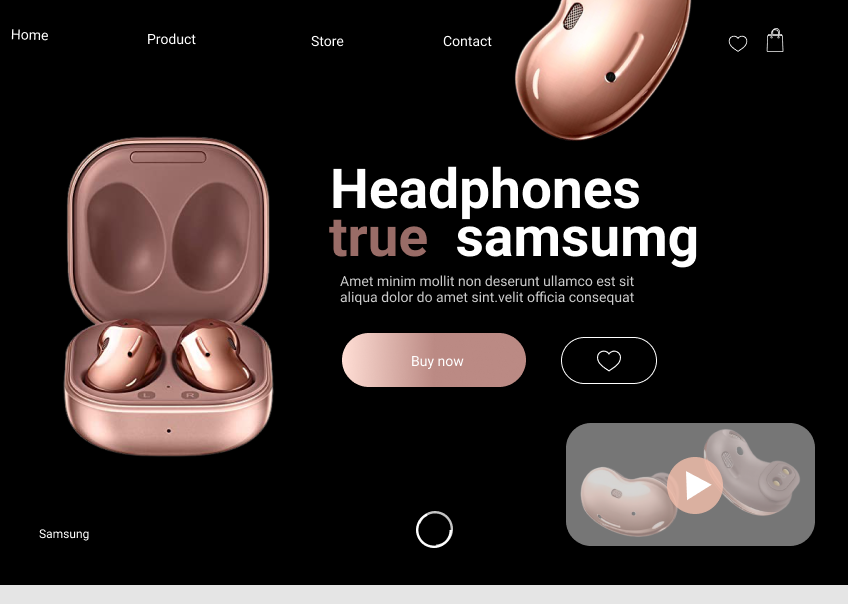 Home
Product
Store
Contact
Headphones
true samsumg
Amet minim mollit non deserunt ullamco est sit
aliqua dolor do amet sint.velit officia consequat
Buy now
L R
Samsung